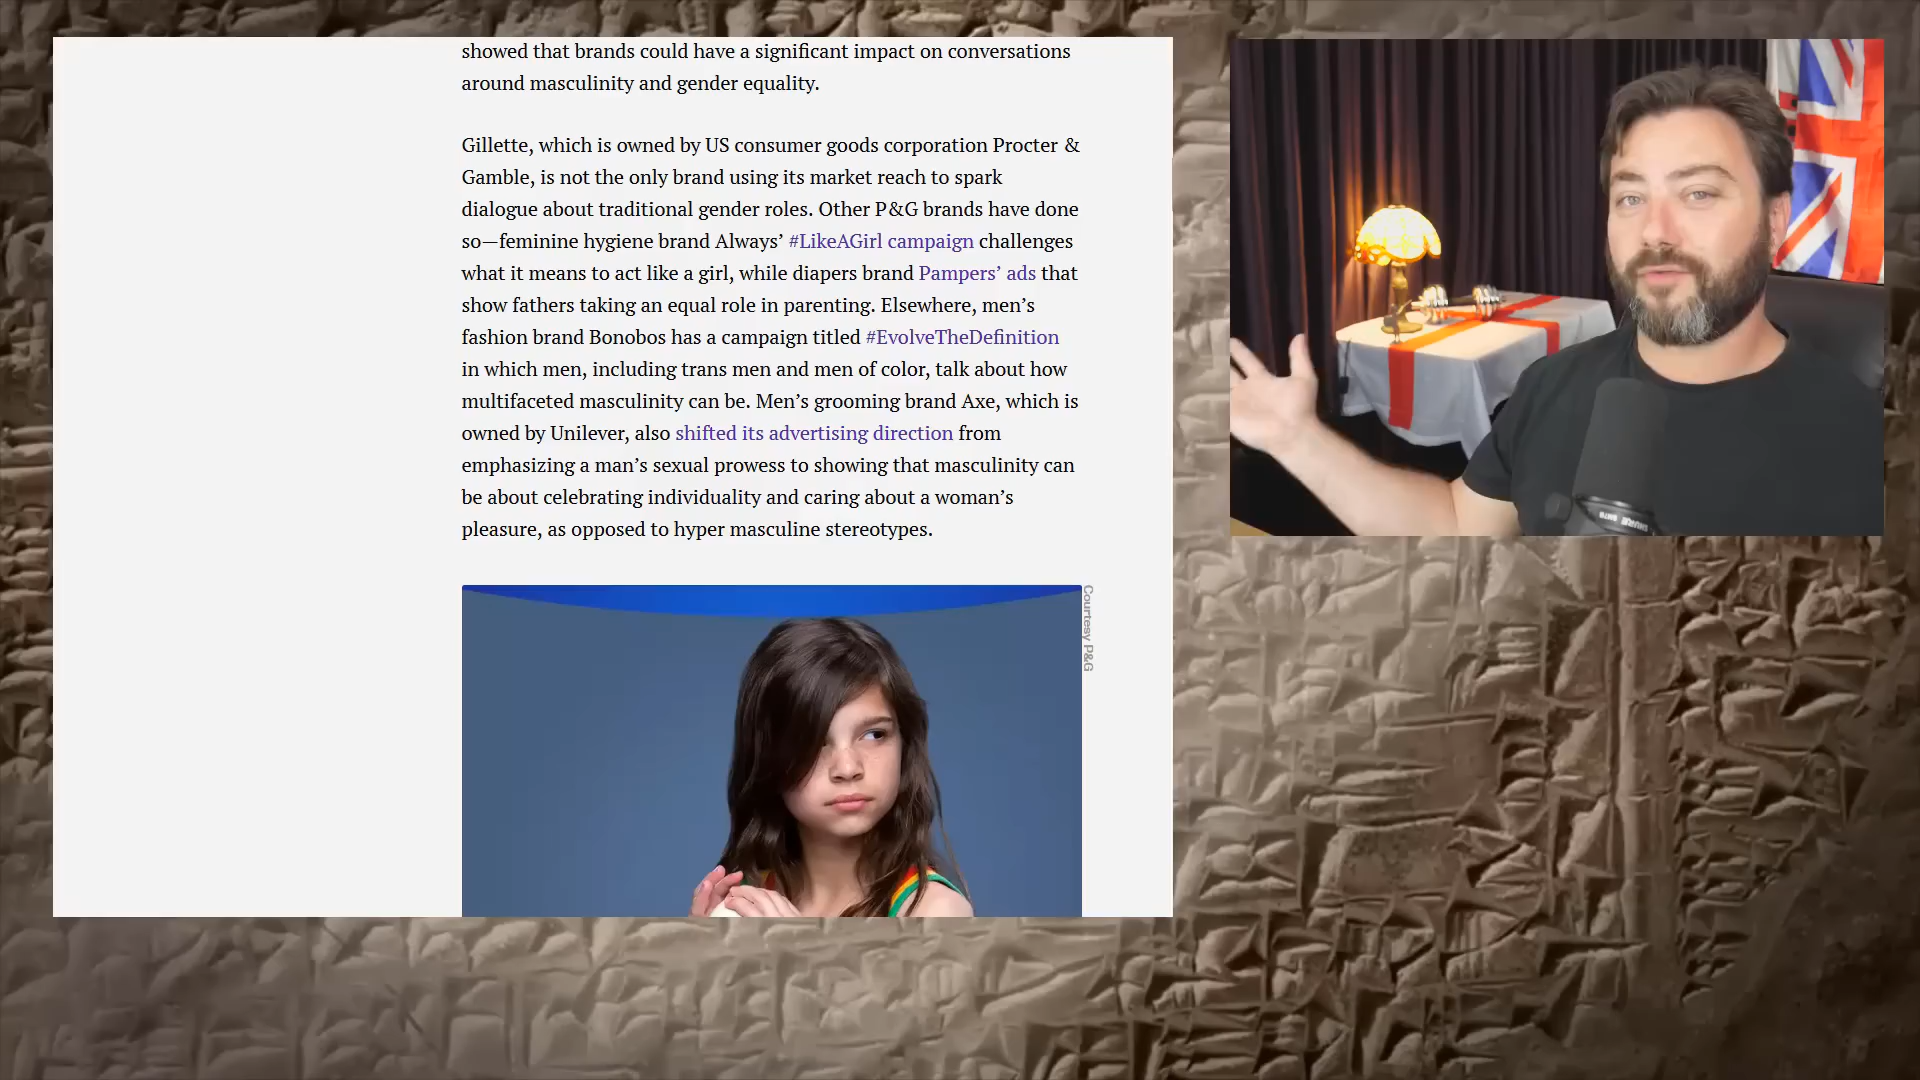 showed that brands could have a significant impact on conversations
around masculinity and gender equality.
Gillette, which is owned by US consumer goods corporation Procter &
Gamble, is not the only brand using its market reach to spark
dialogue about traditional gender roles. Other P&G brands have done
so—feminine hygiene brand Always’ #LikeAGirl campaign challenges
what it means to act like a girl, while diapers brand Pampers’ ads that
show fathers taking an equal role in parenting. Elsewhere, men’s
fashion brand Bonobos has a campaign titled #EvolveTheDefinition
in which men, including trans men and men of color, talk about how
multifaceted masculinity can be. Men’s grooming brand Axe, which is
owned by Unilever, also shifted its advertising direction from
emphasizing a man’s sexual prowess to showing that masculinity can
be about celebrating individuality and caring about a woman’s
pleasure, as opposed to hyper masculine stereotypes.
Courtesy P&G